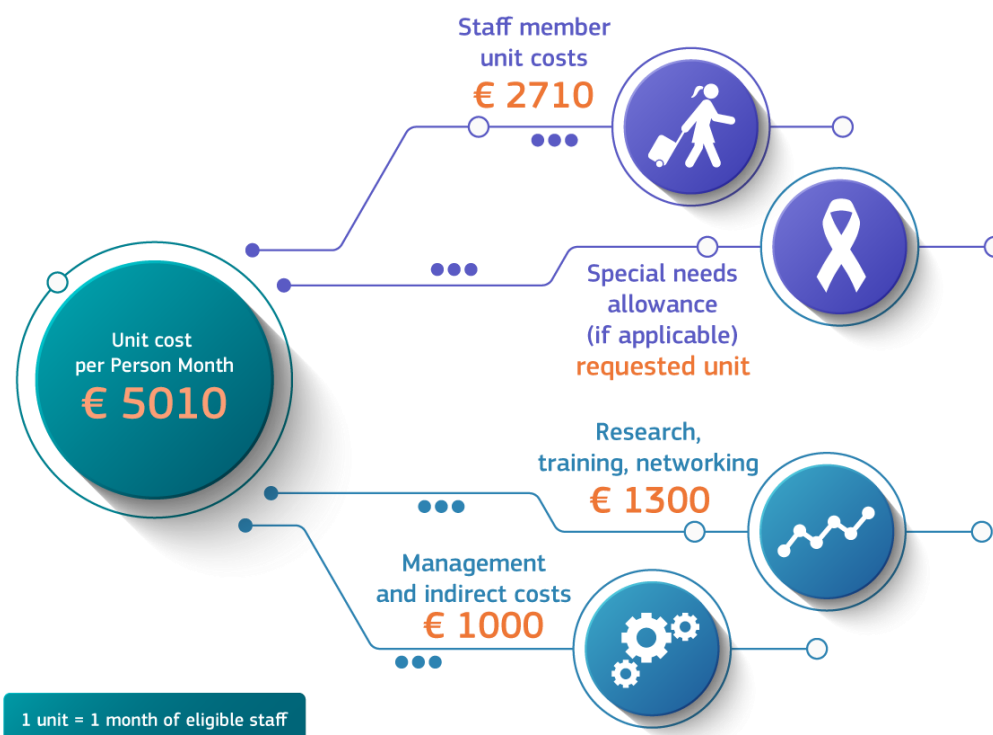 Staff member
unit costs
€ 2710
Special needs
allowance
(if applicable)
requested unit
Unit cost
per Person Month
€ 5010
Research,
training, networking
€ 1300
Management
and indirect costs
€ 1000
1 unit = 1 month of eligible staff